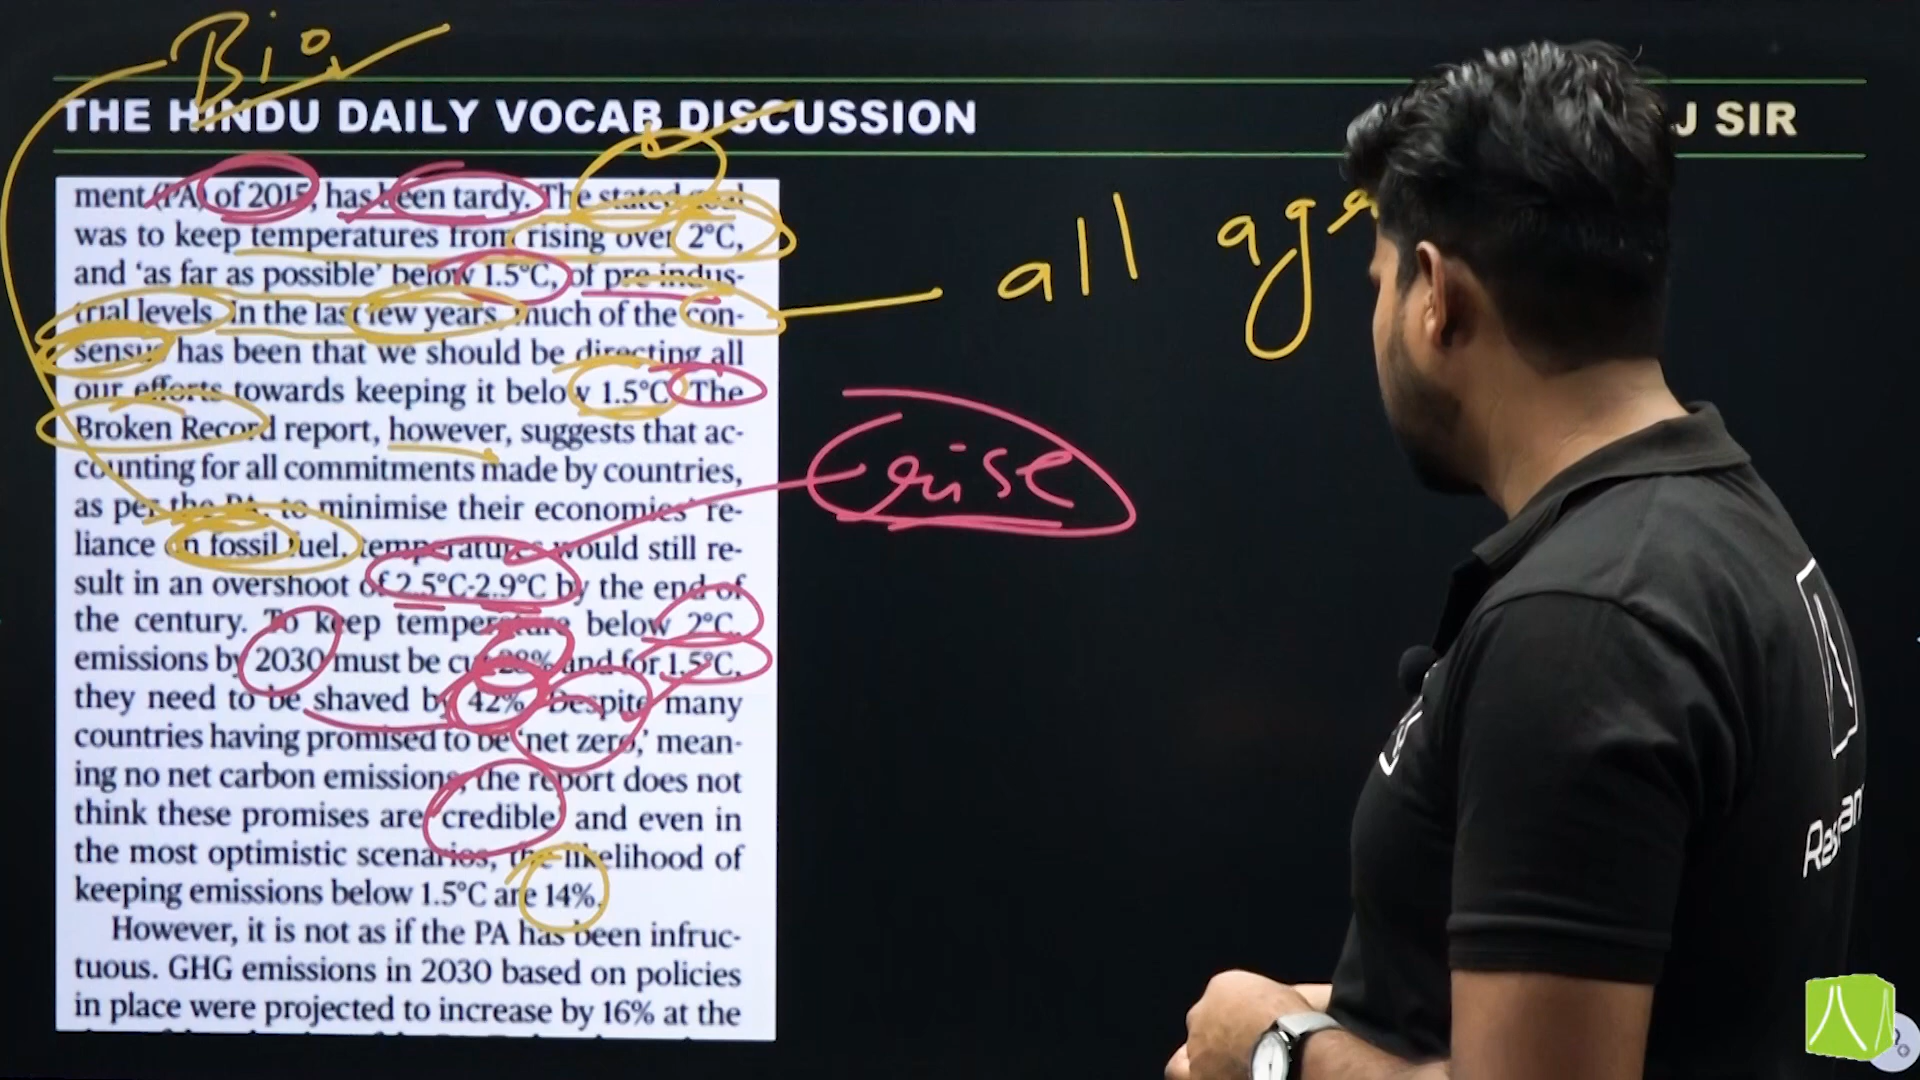 Bio
THE HINDU DAILY VOCAB DISCUSSION
J SIR
ment (PA) of 2015, has been tardy. The stated goal
was to keep temperatures from rising over 2°C,
and ‘as far as possible’ below 1.5°C, of pre-indus-
trial levels. In the last few years, much of the con-
sensus has been that we should be directing all
our efforts towards keeping it below 1.5°C. The
Broken Record report, however, suggests that ac-
counting for all commitments made by countries,
as per the PA, to minimise their economies’ re-
liance on fossil fuel, temperatures would still re-
sult in an overshoot of 2.5°C-2.9°C by the end of
the century. To keep temperature below 2°C,
emissions by 2030 must be cut 28% and for 1.5°C,
they need to be shaved by 42%. Despite many
countries having promised to be ‘net zero,’ mean-
ing no net carbon emissions, the report does not
think these promises are ‘credible’ and even in
the most optimistic scenarios, the likelihood of
keeping emissions below 1.5°C are 14%.
However, it is not as if the PA has been infruc-
tuous. GHG emissions in 2030 based on policies
in place were projected to increase by 16% at the
all
rise